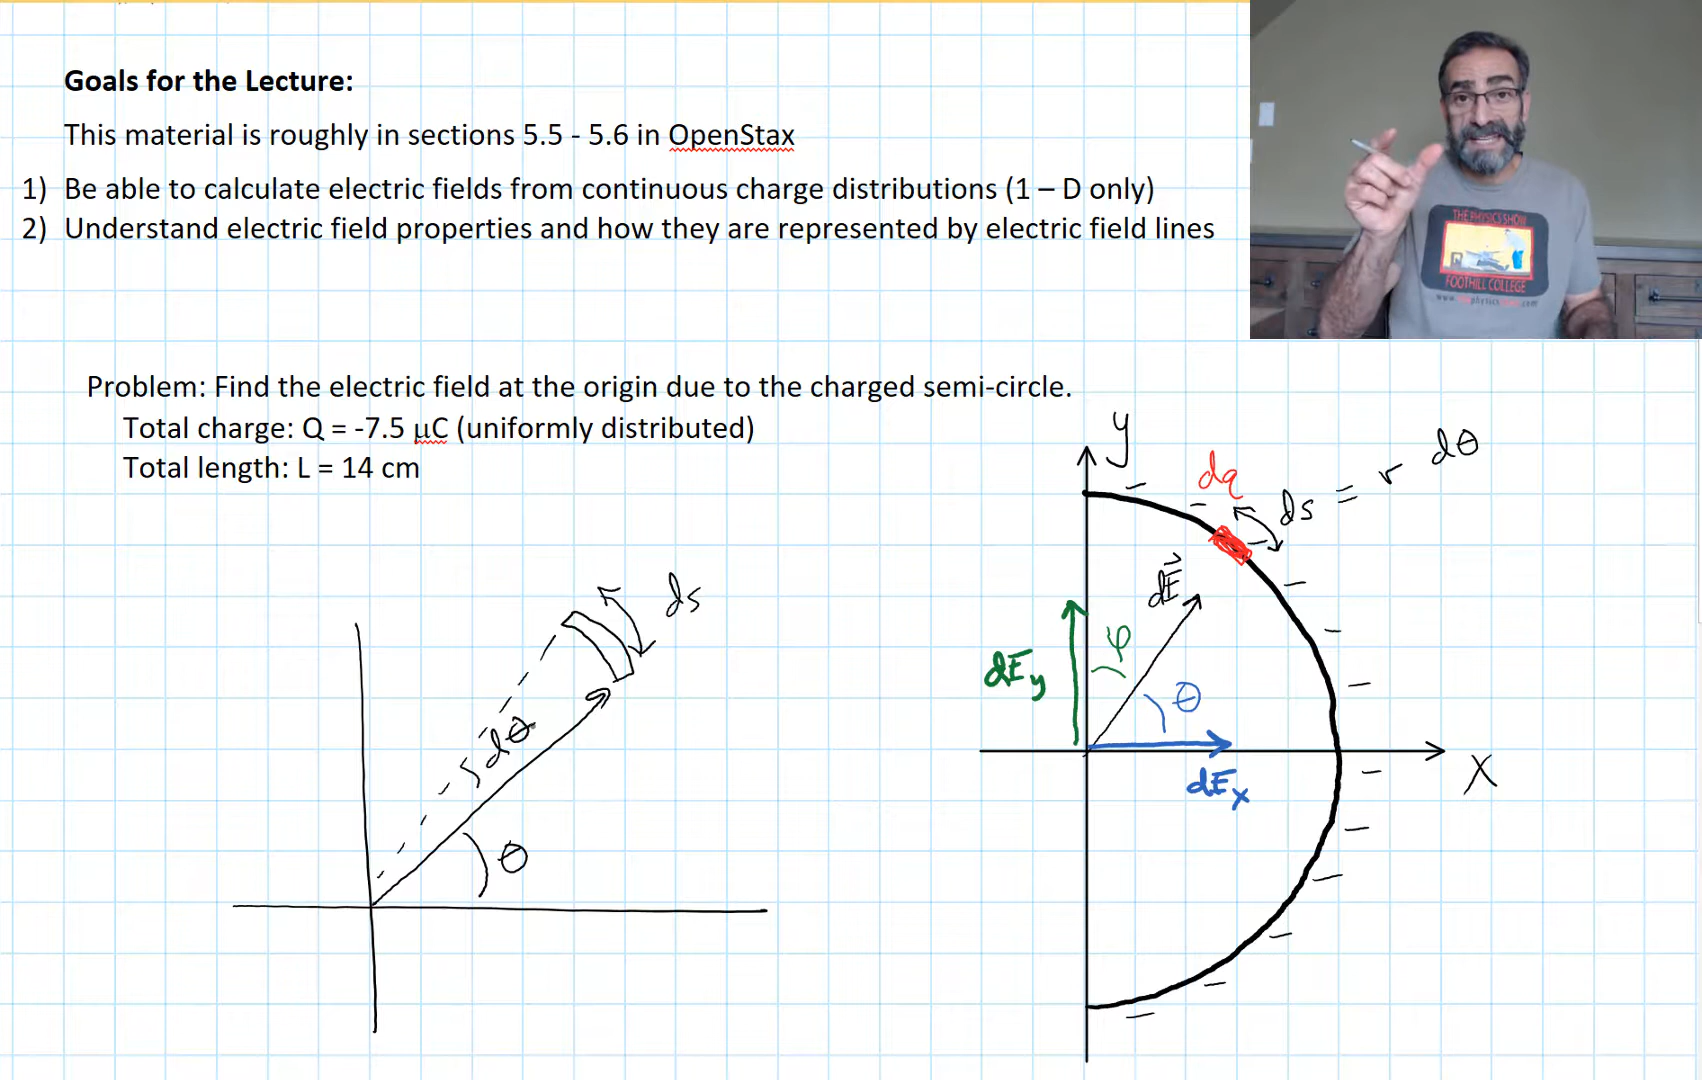 Goals for the Lecture:
This material is roughly in sections 5.5 - 5.6 in OpenStax
1) Be able to calculate electric fields from continuous charge distributions (1 – D only)
2) Understand electric field properties and how they are represented by electric field lines
THE PHYSICS SHOW
FOOTHILL COLLEGE
Problem: Find the electric field at the origin due to the charged semi-circle.
Total charge: Q = -7.5 μC (uniformly distributed)
Total length: L = 14 cm
y
dq
ds = r dθ
dE⃗
φ
dE_y
θ
dE_x
x
ds
dθ
θ